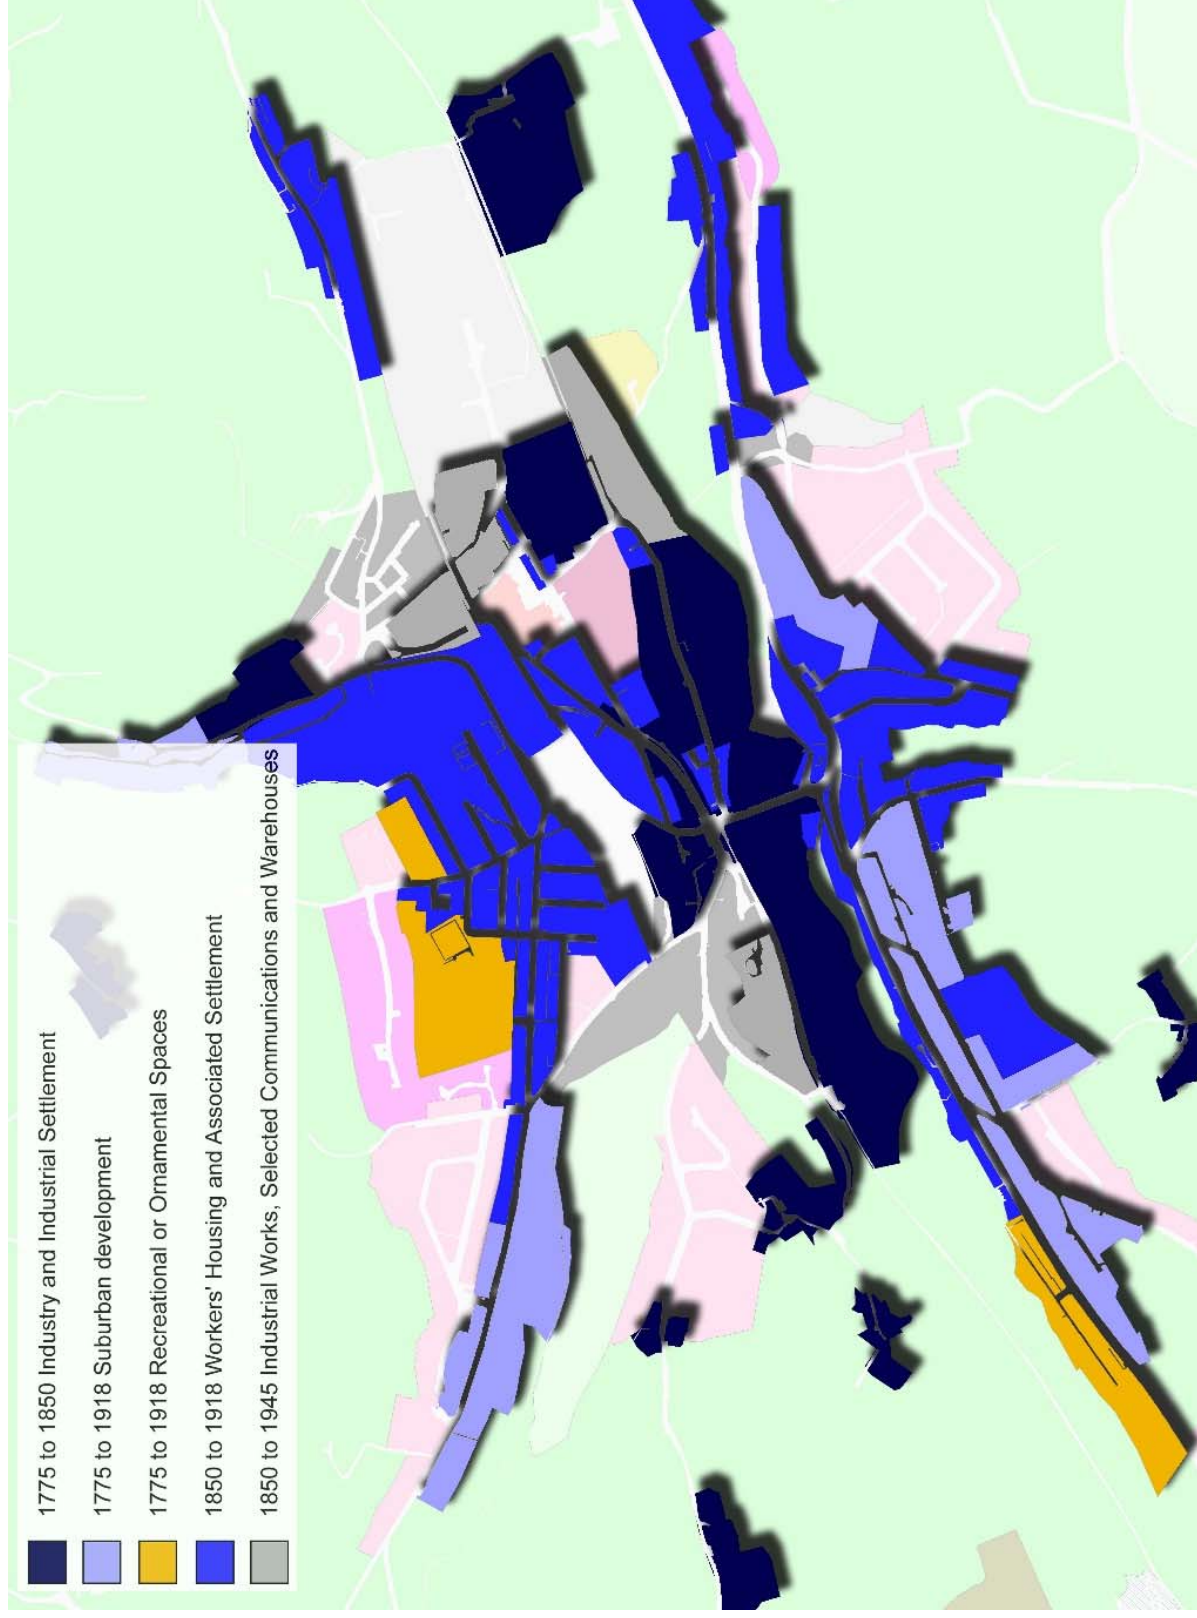 1775 to 1850 Industry and Industrial Settlement
1775 to 1918 Suburban development
1775 to 1918 Recreational or Ornamental Spaces
1850 to 1918 Workers' Housing and Associated Settlement
1850 to 1945 Industrial Works, Selected Communications and Warehouses